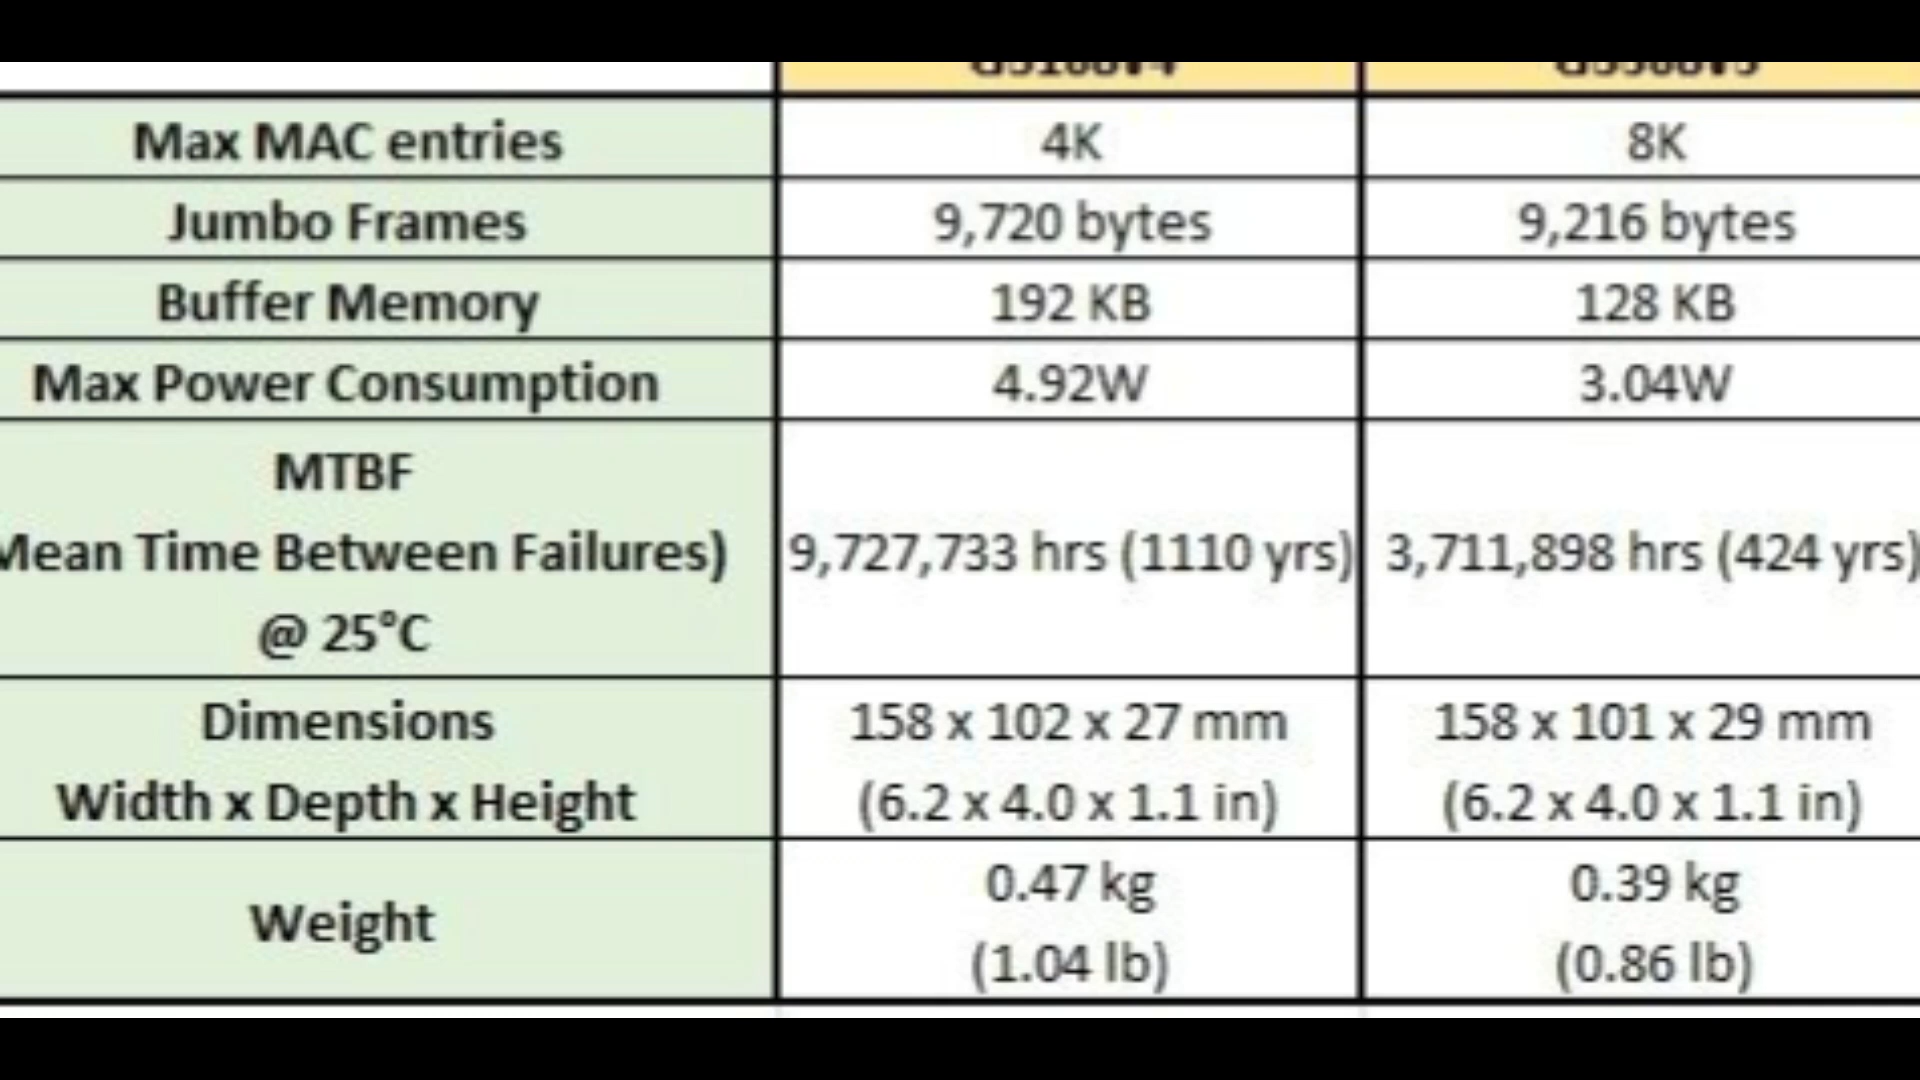 Max MAC entries 4K 8K
Jumbo Frames 9,720 bytes 9,216 bytes
Buffer Memory 192 KB 128 KB
Max Power Consumption 4.92W 3.04W
MTBF
Mean Time Between Failures) 9,727,733 hrs (1110 yrs) 3,711,898 hrs (424 yrs)
@ 25°C
Dimensions 158 x 102 x 27 mm 158 x 101 x 29 mm
Width x Depth x Height (6.2 x 4.0 x 1.1 in) (6.2 x 4.0 x 1.1 in)
0.47 kg 0.39 kg
Weight
(1.04 lb) (0.86 lb)